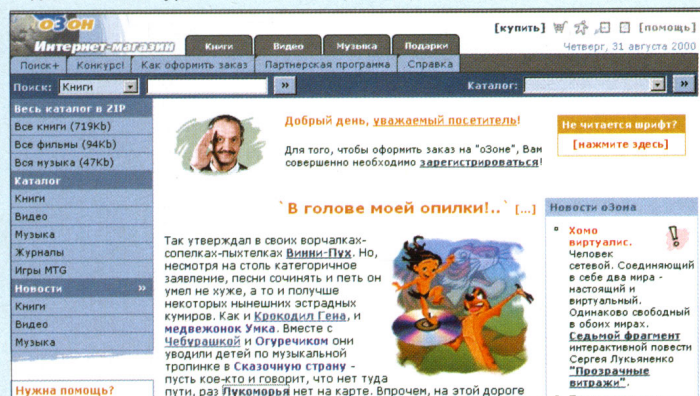 оЗон
Интернет-магазин
Книги
Видео
Музыка
Подарки
[купить]
[помощь]
Четверг, 31 августа 2000
Поиск+
Конкурс!
Как оформить заказ
Партнерская программа
Справка
Поиск:
Книги
»
Каталог:
»
Весь каталог в ZIP
Все книги (719Kb)
Все фильмы (94Kb)
Вся музыка (47Kb)
Каталог
Книги
Видео
Музыка
Журналы
Игры MTG
Новости »
Книги
Видео
Музыка
Нужна помощь?
Добрый день, уважаемый посетитель!
Для того, чтобы оформить заказ на "оЗоне", Вам
совершенно необходимо зарегистрироваться!
Не читается шрифт?
[нажмите здесь]
`В голове моей опилки!..` [...]
Так утверждал в своих ворчалках-
сопелках-пыхтелках Винни-Пух. Но,
несмотря на столь категоричное
заявление, песни сочинять и петь он
умел не хуже, а то и получше
некоторых нынешних эстрадных
кумиров. Как и Крокодил Гена, и
медвежонок Умка. Вместе с
Чебурашкой и Огуречиком они
уводили детей по музыкальной
тропинке в Сказочную страну -
пусть кое-кто и говорит, что нет туда
пути, раз Лукоморья нет на карте. Впрочем, на этой дороге
Новости оЗона
Хомо
виртуалис.
Человек
сетевой. Соединяющий
в себе два мира -
настоящий и
виртуальный.
Одинаково свободный
в обоих мирах.
Седьмой фрагмент
интерактивной повести
Сергея Лукьяненко
"Прозрачные
витражи".